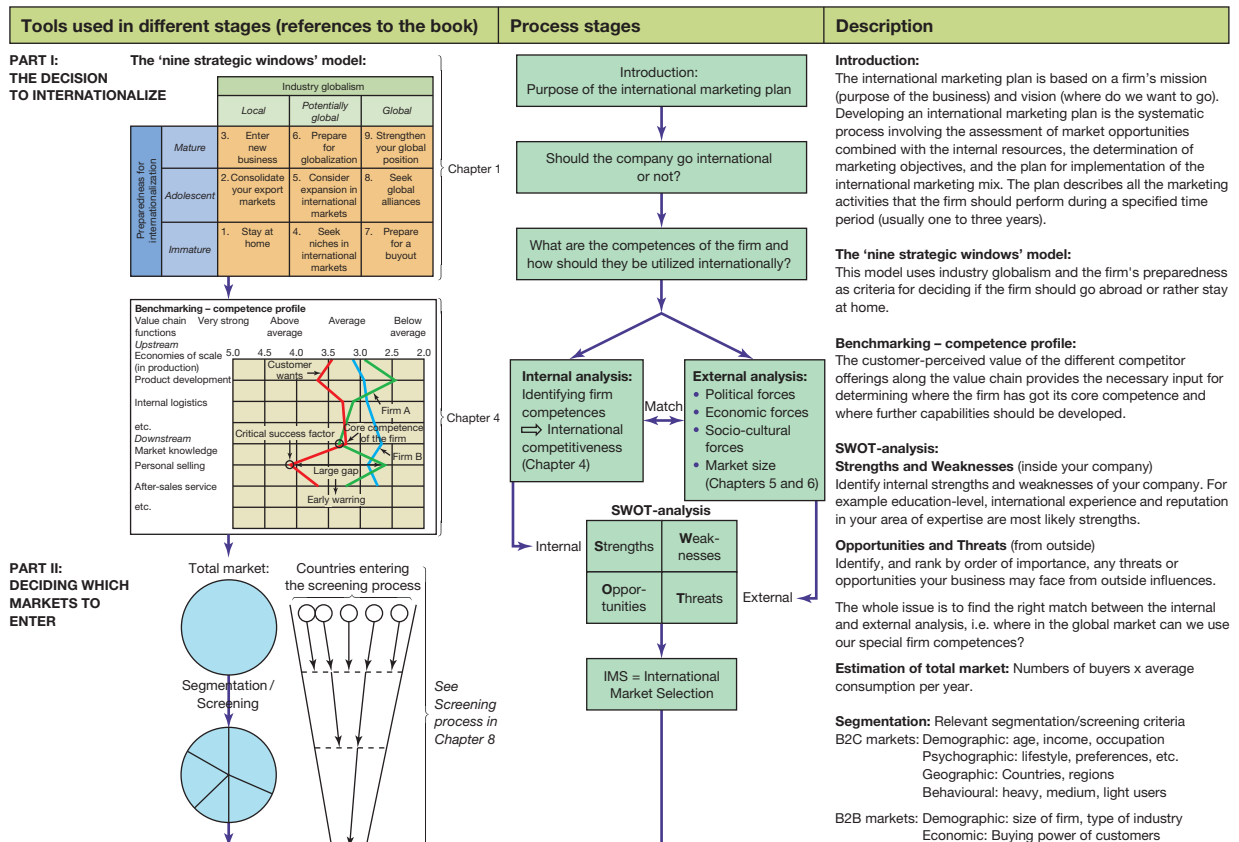 Tools used in different stages (references to the book)
Process stages
Description
PART I:
THE DECISION
TO INTERNATIONALIZE
The ‘nine strategic windows’ model:
Industry globalism
Local
Potentially
global
Global
Preparedness for
internationalization
Mature
3. Enter
new
business
6. Prepare
for
globalization
9. Strengthen
your global
position
Adolescent
2. Consolidate
your export
markets
5. Consider
expansion in
international
markets
8. Seek
global
alliances
Immature
1. Stay at
home
4. Seek
niches in
international
markets
7. Prepare
for a
buyout
Chapter 1
Benchmarking – competence profile
Value chain
functions
Very strong
Above
average
Average
Below
average
Upstream
Economies of scale
(in production)
5.0 4.5 4.0 3.5 3.0 2.5 2.0
Product development
Internal logistics
etc.
Downstream
Market knowledge
Personal selling
After-sales service
etc.
Customer
wants
Firm A
Critical success factor
Core competence
of the firm
Firm B
Large gap
Early warring
Chapter 4
PART II:
DECIDING WHICH
MARKETS TO
ENTER
Total market:
Segmentation/
Screening
Countries entering
the screening process
See
Screening
process in
Chapter 8
Introduction:
Purpose of the international marketing plan
Should the company go international
or not?
What are the competences of the firm and
how should they be utilized internationally?
Internal analysis:
Identifying firm
competences
⇨ International
competitiveness
(Chapter 4)
Match
External analysis:
• Political forces
• Economic forces
• Socio-cultural
forces
• Market size
(Chapters 5 and 6)
SWOT-analysis
Internal
Strengths
Weak-
nesses
Oppor-
tunities
Threats
External
IMS = International
Market Selection
Introduction:
The international marketing plan is based on a firm’s mission
(purpose of the business) and vision (where do we want to go).
Developing an international marketing plan is the systematic
process involving the assessment of market opportunities
combined with the internal resources, the determination of
marketing objectives, and the plan for implementation of the
international marketing mix. The plan describes all the marketing
activities that the firm should perform during a specified time
period (usually one to three years).
The ‘nine strategic windows’ model:
This model uses industry globalism and the firm's preparedness
as criteria for deciding if the firm should go abroad or rather stay
at home.
Benchmarking – competence profile:
The customer-perceived value of the different competitor
offerings along the value chain provides the necessary input for
determining where the firm has got its core competence and
where further capabilities should be developed.
SWOT-analysis:
Strengths and Weaknesses (inside your company)
Identify internal strengths and weaknesses of your company. For
example education-level, international experience and reputation
in your area of expertise are most likely strengths.
Opportunities and Threats (from outside)
Identify, and rank by order of importance, any threats or
opportunities your business may face from outside influences.
The whole issue is to find the right match between the internal
and external analysis, i.e. where in the global market can we use
our special firm competences?
Estimation of total market: Numbers of buyers x average
consumption per year.
Segmentation: Relevant segmentation/screening criteria
B2C markets: Demographic: age, income, occupation
Psychographic: lifestyle, preferences, etc.
Geographic: Countries, regions
Behavioural: heavy, medium, light users
B2B markets: Demographic: size of firm, type of industry
Economic: Buying power of customers